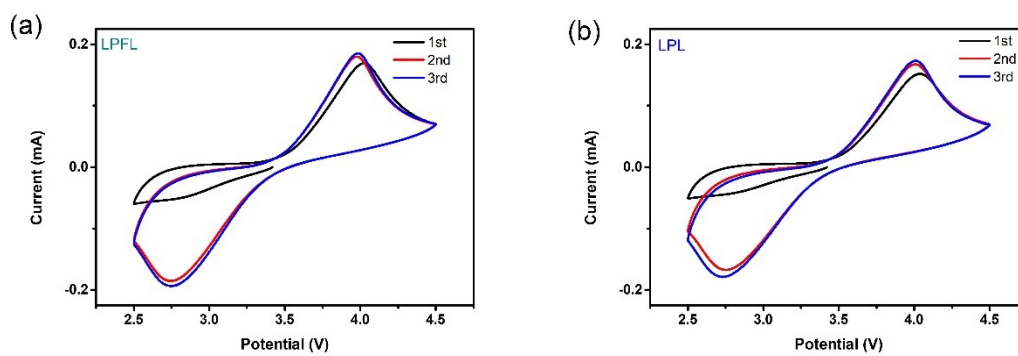 (a)
LPFL
1st
2nd
3rd
0.2
0.0
-0.2
Current (mA)
2.5 3.0 3.5 4.0 4.5
Potential (V)
(b)
LPL
1st
2nd
3rd
0.2
0.0
-0.2
Current (mA)
2.5 3.0 3.5 4.0 4.5
Potential (V)